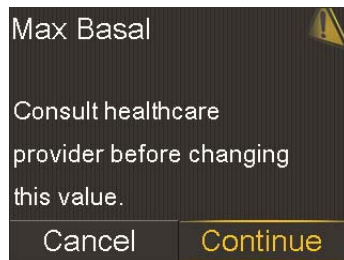 Max Basal
Consult healthcare
provider before changing
this value.
Cancel
Continue